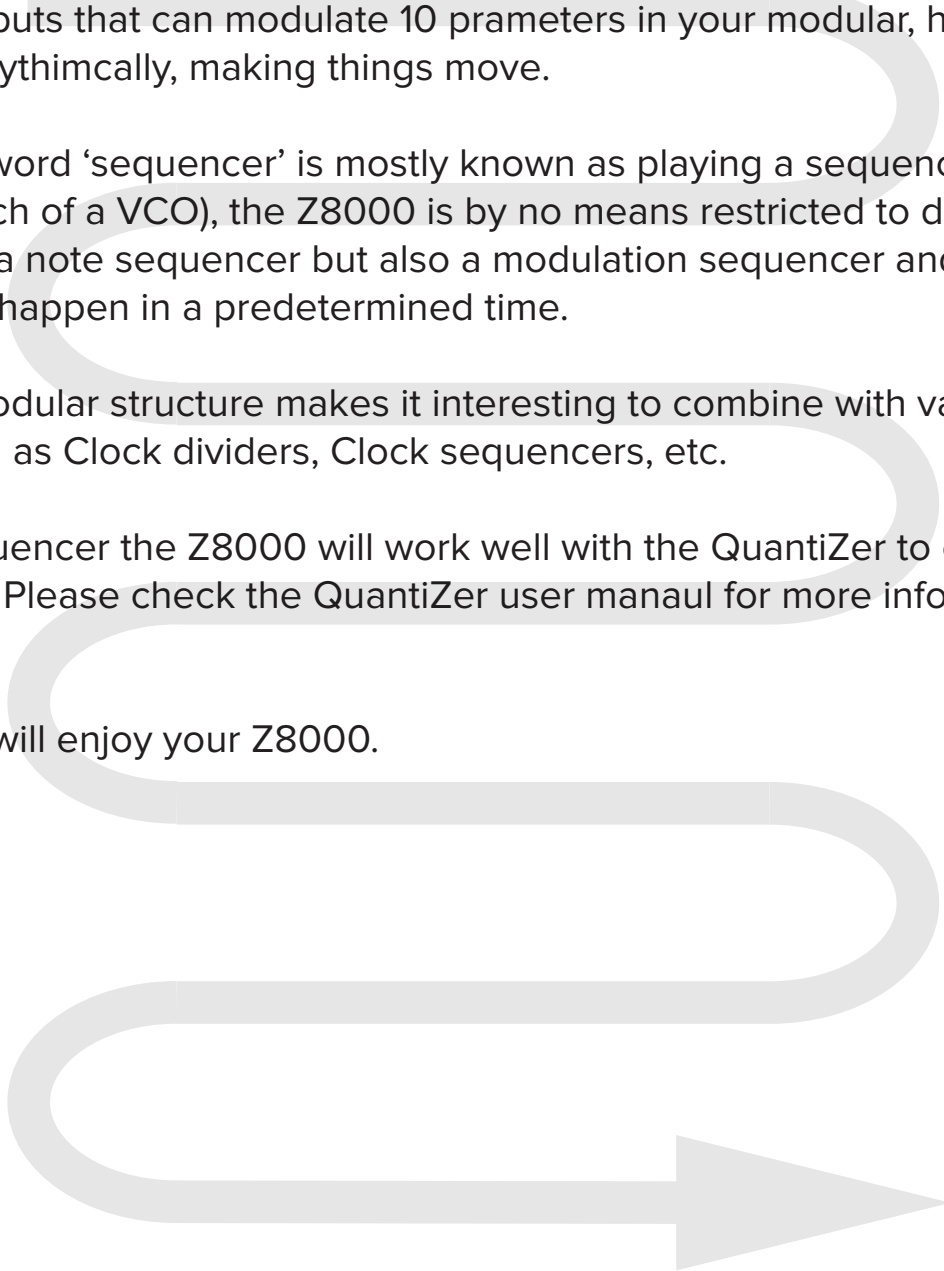 puts that can modulate 10 prameters in your modular, h
ythimcally, making things move.
word ‘sequencer’ is mostly known as playing a sequenc
ch of a VCO), the Z8000 is by no means restricted to d
a note sequencer but also a modulation sequencer and
happen in a predetermined time.
odular structure makes it interesting to combine with va
as Clock dividers, Clock sequencers, etc.
uencer the Z8000 will work well with the QuantiZer to
Please check the QuantiZer user manaul for more info
will enjoy your Z8000.